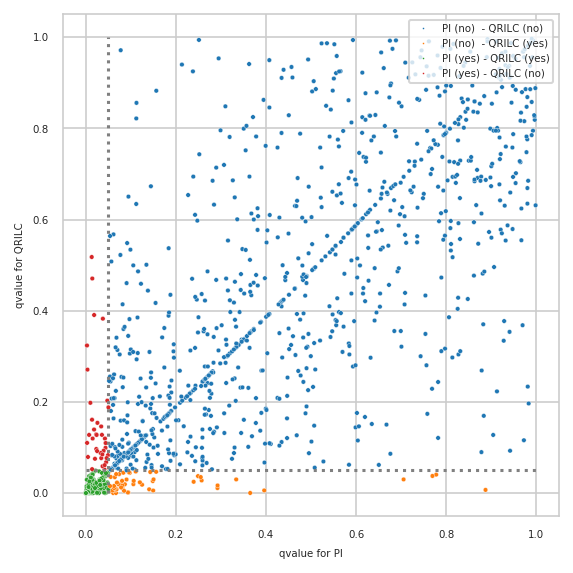 PI (no)  - QRILC (no)
PI (no)  - QRILC (yes)
PI (yes) - QRILC (yes)
PI (yes) - QRILC (no)
1.0
0.8
0.6
0.4
0.2
0.0
qvalue for QRILC
0.0 0.2 0.4 0.6 0.8 1.0
qvalue for PI